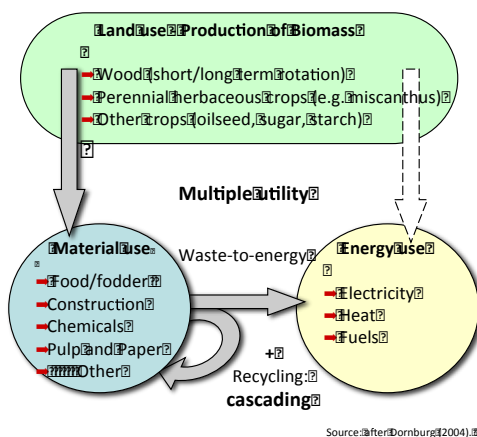 Land use: Production of Biomass
Wood (short/long term rotation)
Perennial herbaceous crops (e.g. miscanthus)
Other crops (oilseed, sugar, starch)
Multiple utility
Material use
Food/fodder
Construction
Chemicals
Pulp and Paper
Other
Waste-to-energy
+
Recycling:
cascading
Energy use
Electricity
Heat
Fuels
Source: after Dornburg (2004).